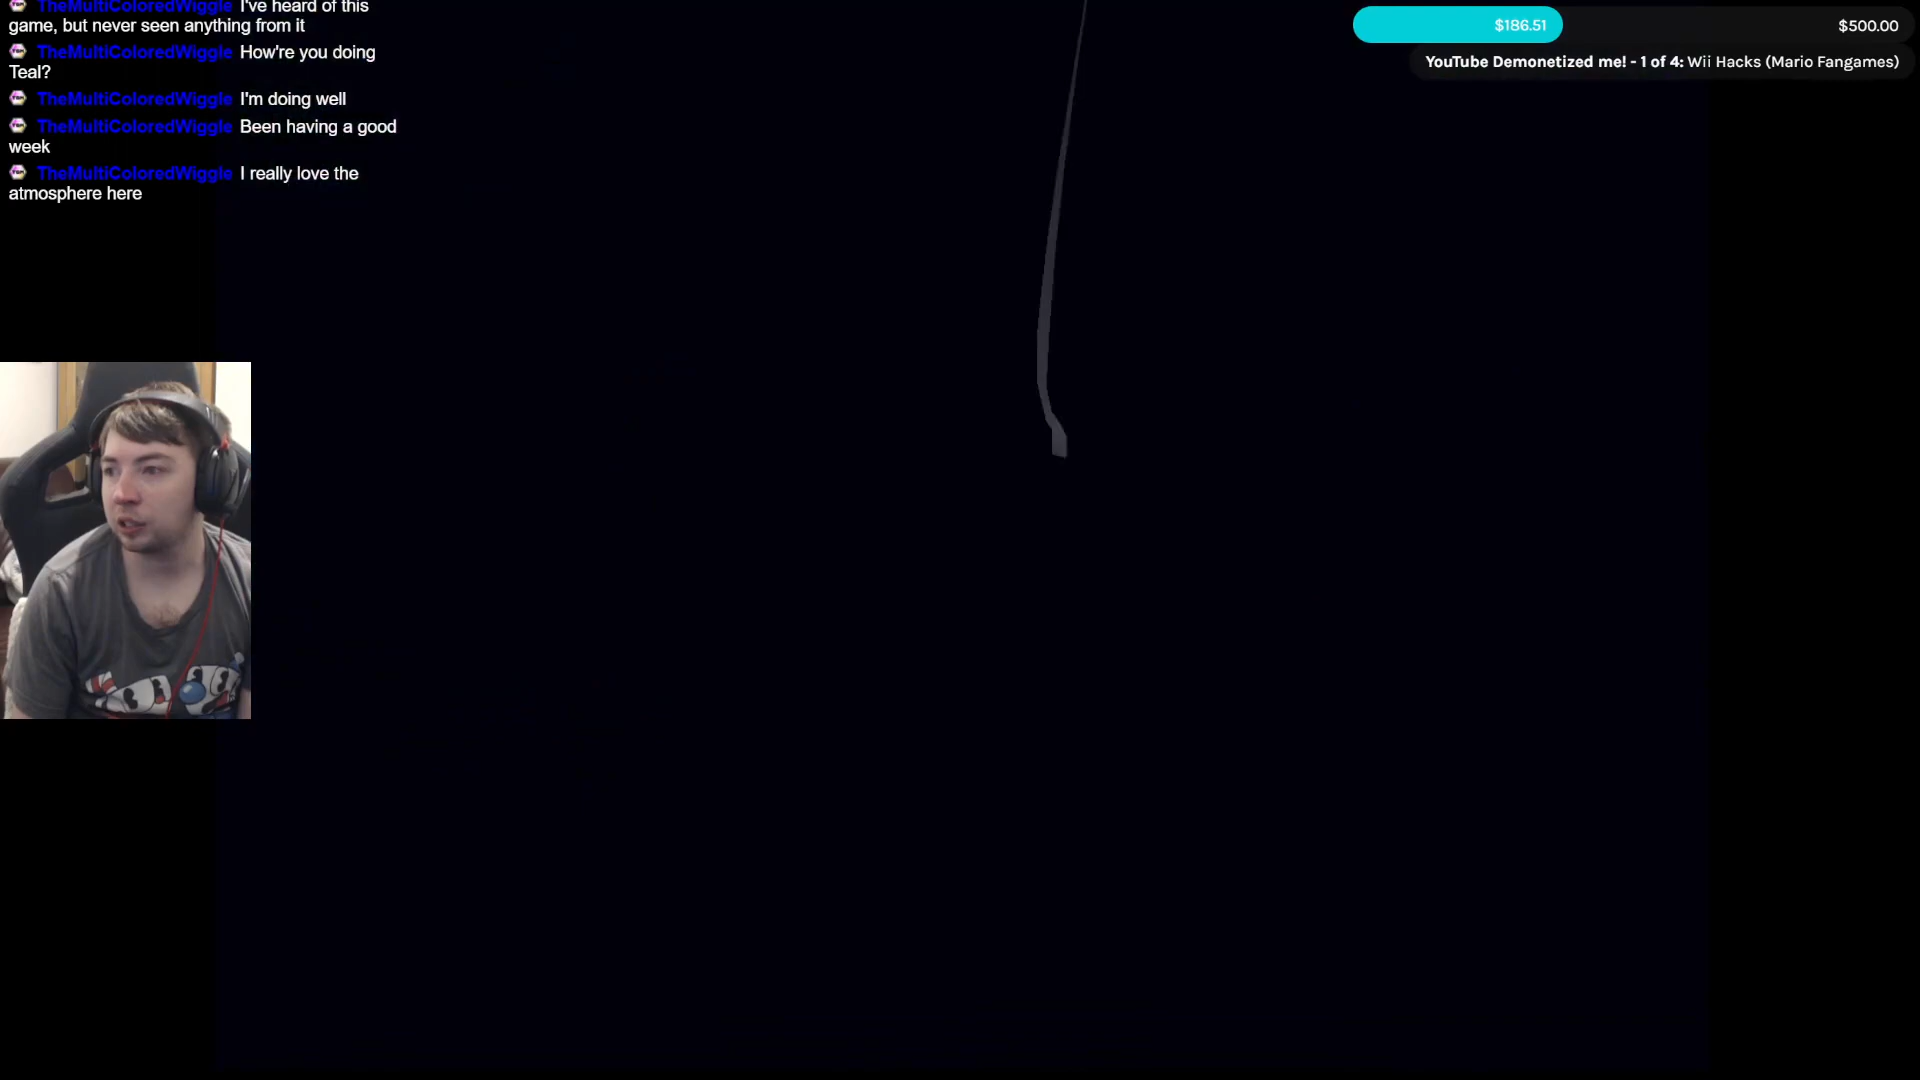 TheMultiColoredWiggle I've heard of this
game, but never seen anything from it
TheMultiColoredWiggle How're you doing
Teal?
TheMultiColoredWiggle I'm doing well
TheMultiColoredWiggle Been having a good
week
TheMultiColoredWiggle I really love the
atmosphere here
$186.51 $500.00
YouTube Demonetized me! - 1 of 4: Wii Hacks (Mario Fangames)